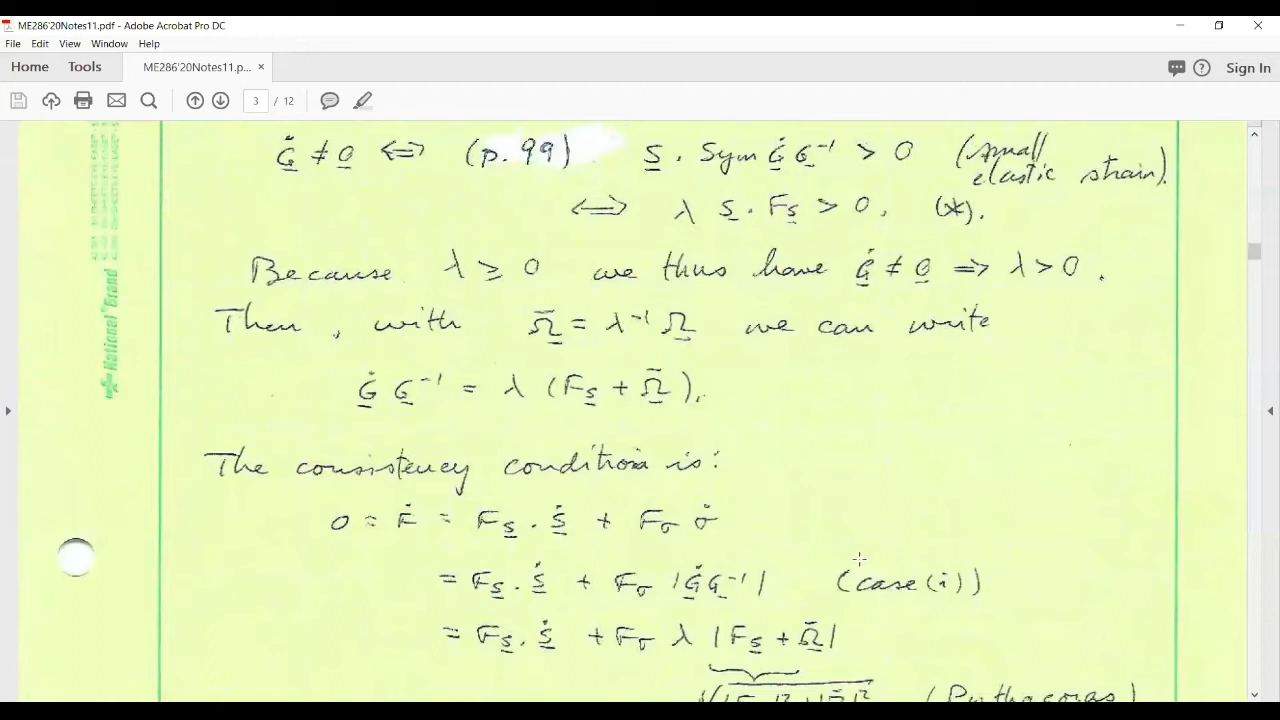 ME286'20Notes11.pdf - Adobe Acrobat Pro DC
File Edit View Window Help
Home Tools ME286'20Notes11.p... × Sign In
3 / 12
National®Brand
Ġ ≠ 0 ⟺ (p. 99) S · Sym Ġ G⁻¹ > 0 (small elastic strain).
⟺ λ S · F_S > 0. (*).
Because λ ≥ 0 we thus have Ġ ≠ 0 ⟹ λ > 0.
Then, with Ω̄ = λ⁻¹ Ω we can write
Ġ G⁻¹ = λ (F_S + Ω̄).
The consistency condition is:
0 = Ḟ = F_S · Ṡ + F_σ σ̇
= F_S · Ṡ + F_σ |Ġ G⁻¹| (case(i))
= F_S · Ṡ + F_σ λ |F_S + Ω̄|
(Pythagoras)